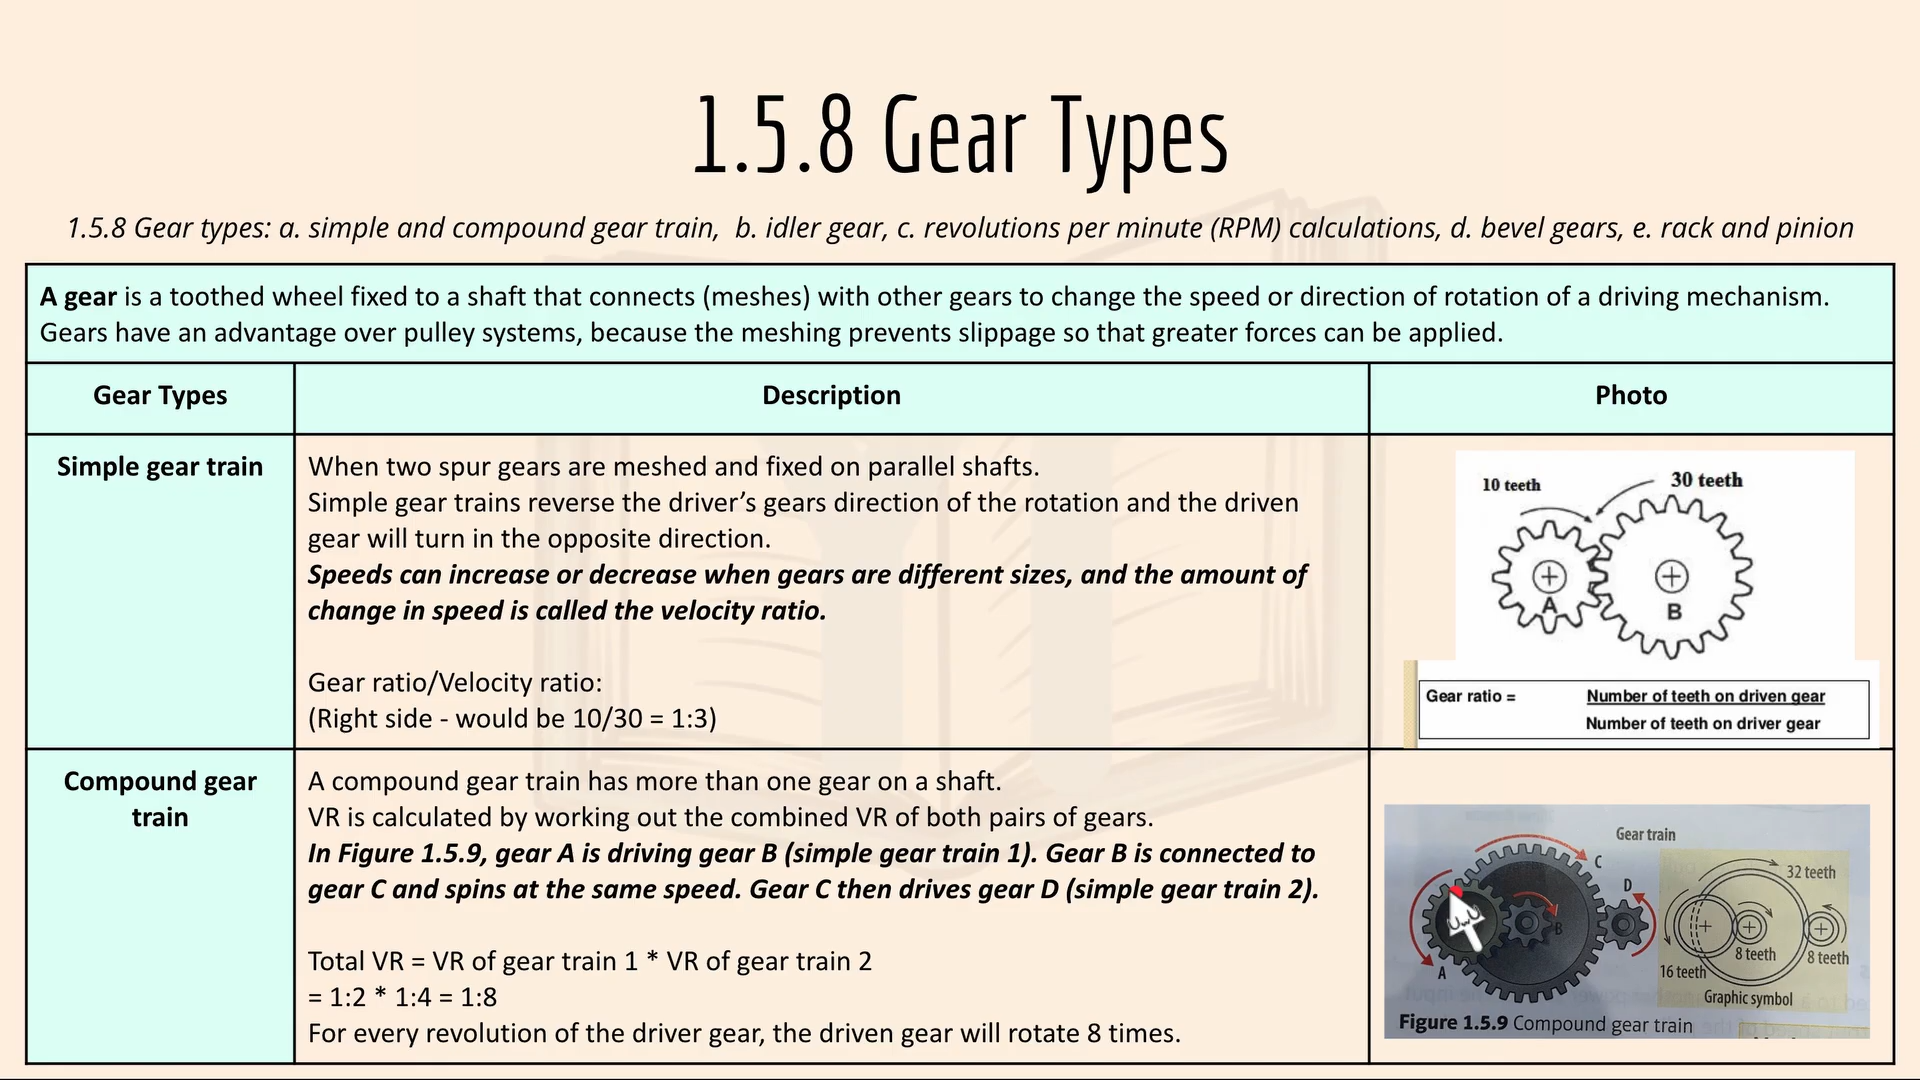 1.5.8 Gear Types
1.5.8 Gear types: a. simple and compound gear train, b. idler gear, c. revolutions per minute (RPM) calculations, d. bevel gears, e. rack and pinion
A gear is a toothed wheel fixed to a shaft that connects (meshes) with other gears to change the speed or direction of rotation of a driving mechanism.
Gears have an advantage over pulley systems, because the meshing prevents slippage so that greater forces can be applied.
Gear Types
Description
Photo
Simple gear train
When two spur gears are meshed and fixed on parallel shafts.
Simple gear trains reverse the driver’s gears direction of the rotation and the driven
gear will turn in the opposite direction.
Speeds can increase or decrease when gears are different sizes, and the amount of
change in speed is called the velocity ratio.
Gear ratio/Velocity ratio:
(Right side - would be 10/30 = 1:3)
10 teeth
30 teeth
A
B
Gear ratio =
Number of teeth on driven gear
Number of teeth on driver gear
Compound gear
train
A compound gear train has more than one gear on a shaft.
VR is calculated by working out the combined VR of both pairs of gears.
In Figure 1.5.9, gear A is driving gear B (simple gear train 1). Gear B is connected to
gear C and spins at the same speed. Gear C then drives gear D (simple gear train 2).
Total VR = VR of gear train 1 * VR of gear train 2
= 1:2 * 1:4 = 1:8
For every revolution of the driver gear, the driven gear will rotate 8 times.
Gear train
C
32 teeth
D
UwU
B
8 teeth
8 teeth
A
16 teeth
Graphic symbol
Figure 1.5.9 Compound gear train